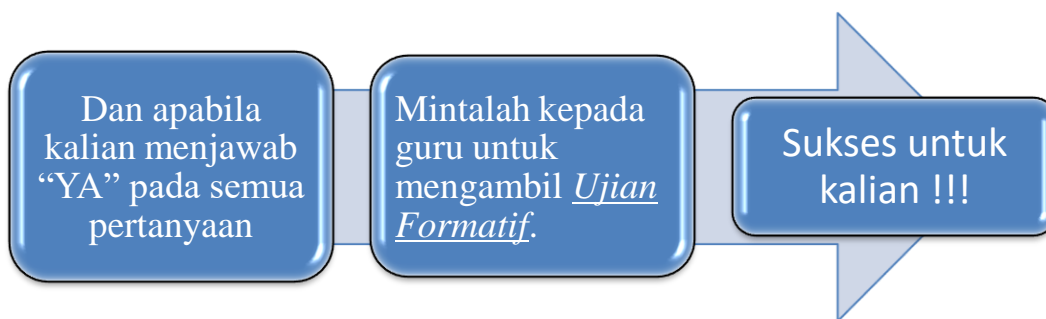 Dan apabila
kalian menjawab
“YA” pada semua
pertanyaan
Mintalah kepada
guru untuk
mengambil Ujian
Formatif.
Sukses untuk
kalian !!!